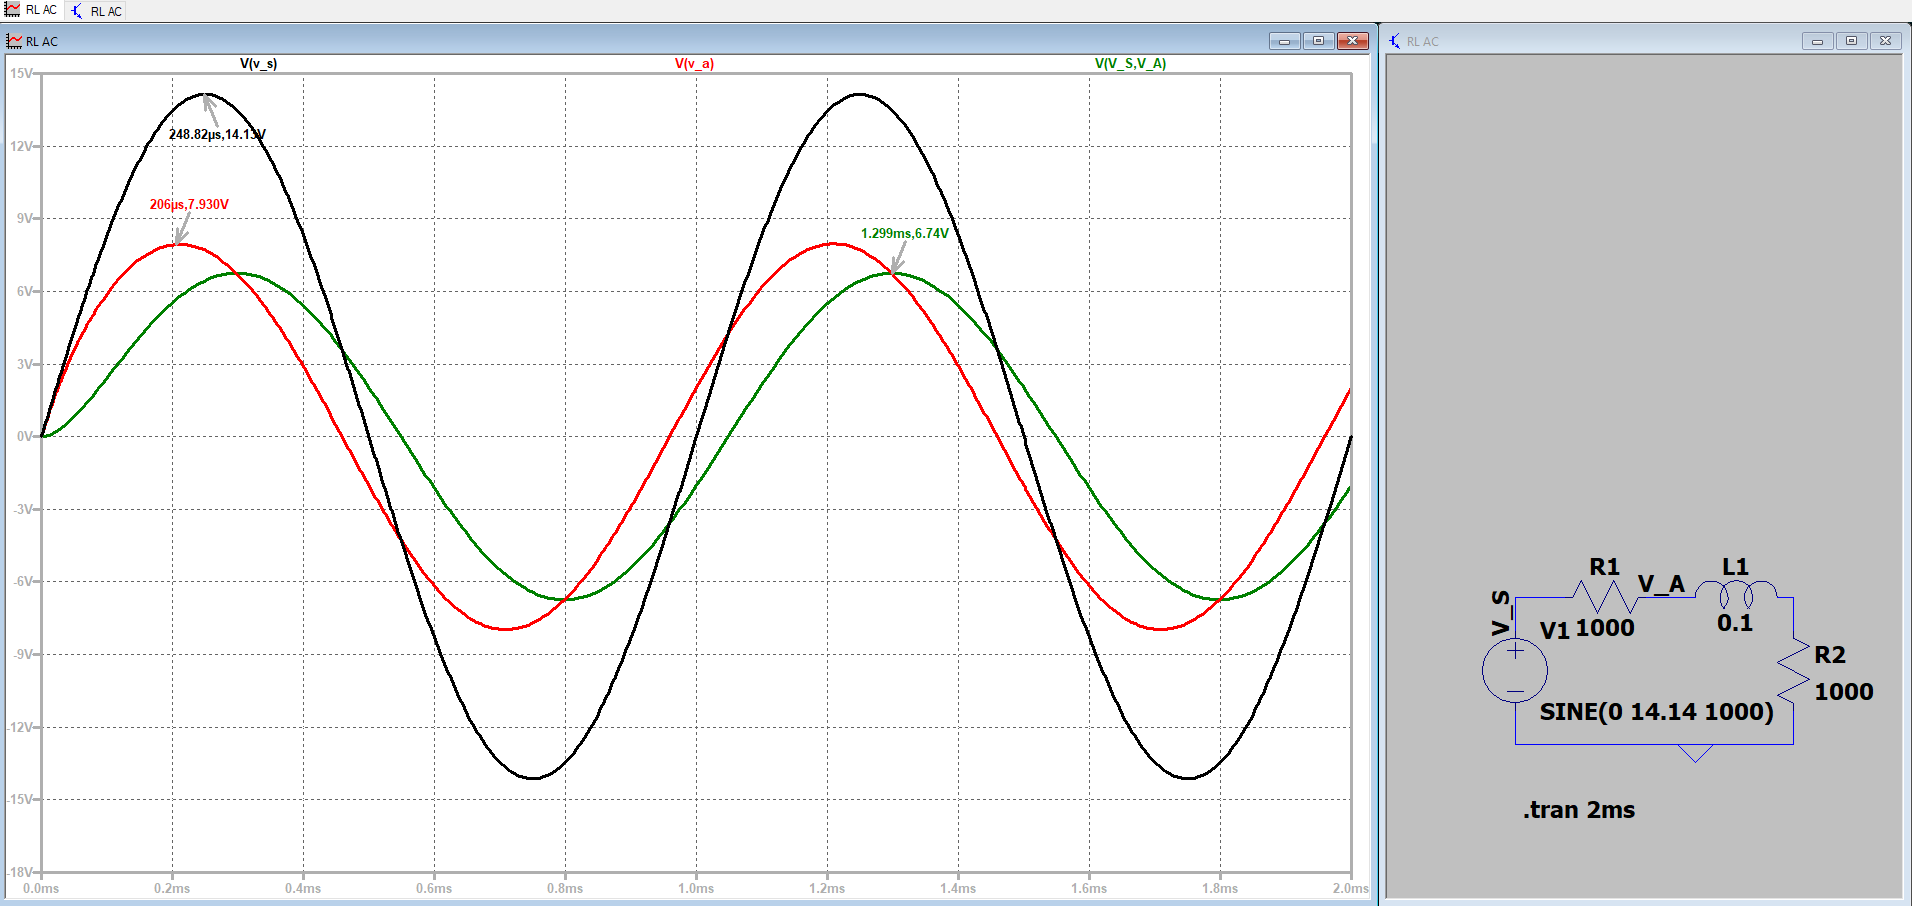 RL AC
RL AC
RL AC
RL AC
V(v_s)
V(v_a)
V(V_S,V_A)
15V
12V
9V
6V
3V
0V
-3V
-6V
-9V
-12V
-15V
-18V
248.82µs,14.13V
206µs,7.930V
1.299ms,6.74V
0.0ms
0.2ms
0.4ms
0.6ms
0.8ms
1.0ms
1.2ms
1.4ms
1.6ms
1.8ms
2.0ms
R1
V_A
L1
V_S
V1
1000
0.1
R2
1000
SINE(0 14.14 1000)
.tran 2ms